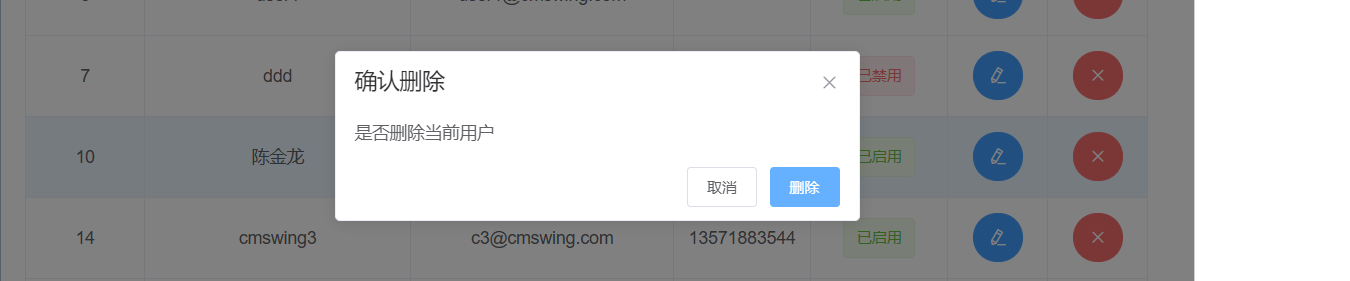 7 ddd 已禁用
确认删除
是否删除当前用户
10 陈金龙 已启用
取消 删除
14 cmswing3 c3@cmswing.com 13571883544 已启用